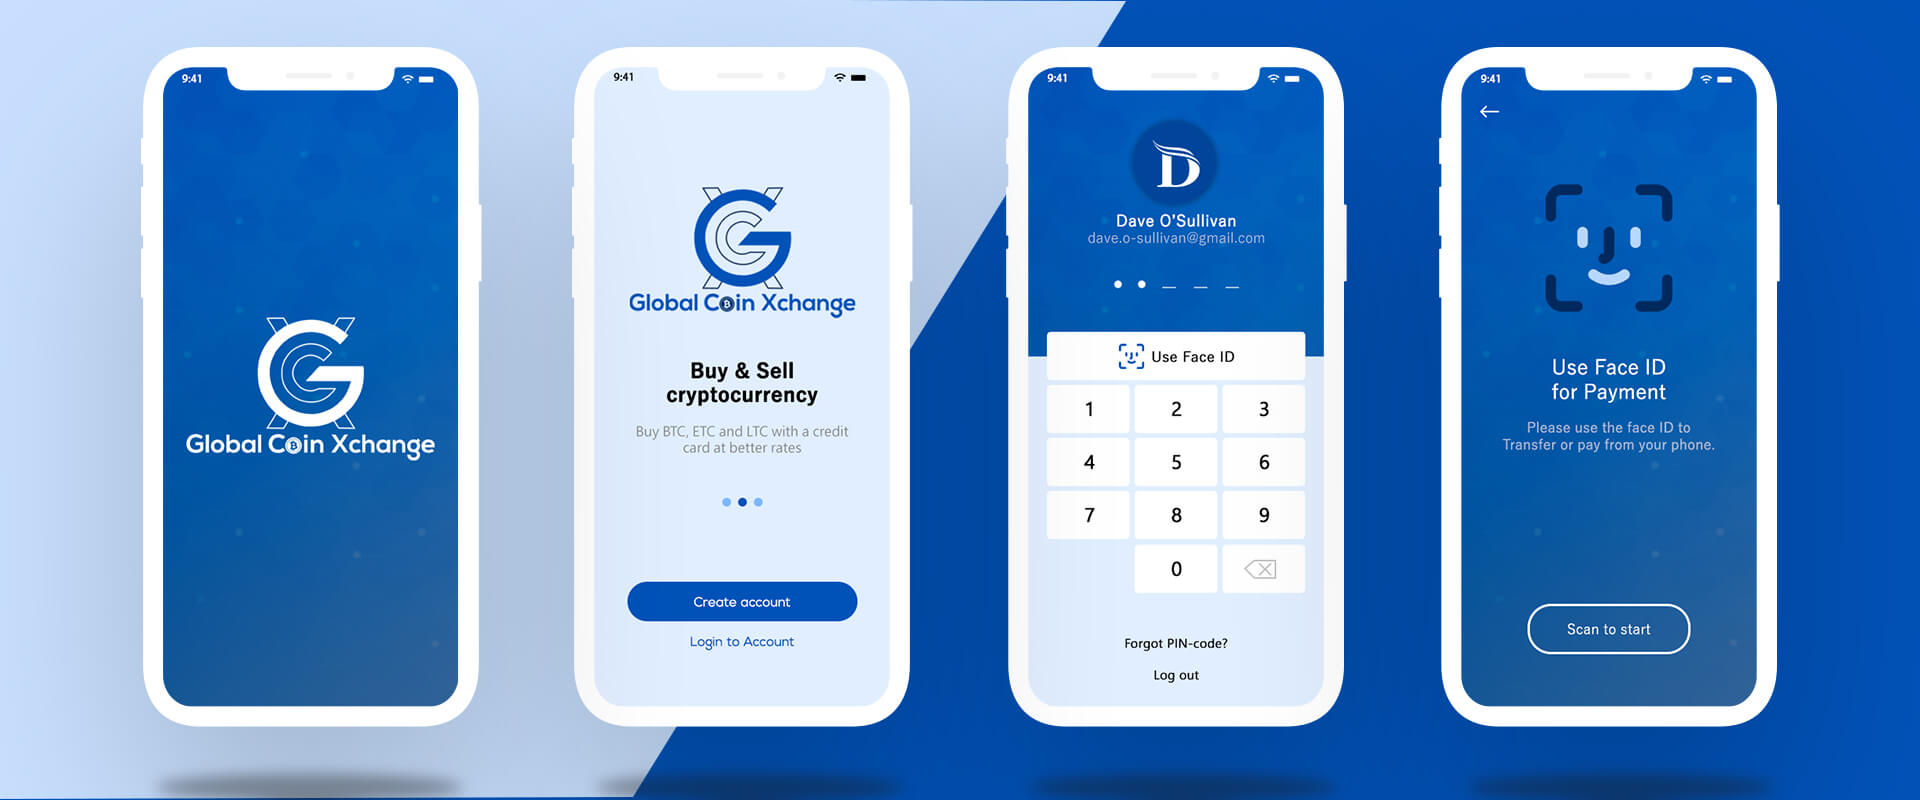 9:41
Global Coin Xchange
9:41
Global Coin Xchange
Buy & Sell
cryptocurrency
Buy BTC, ETC and LTC with a credit
card at better rates
Create account
Login to Account
9:41
D
Dave O'Sullivan
dave.o-sullivan@gmail.com
Use Face ID
1 2 3
4 5 6
7 8 9
0
Forgot PIN-code?
Log out
9:41
Use Face ID
for Payment
Please use the face ID to
Transfer or pay from your phone.
Scan to start